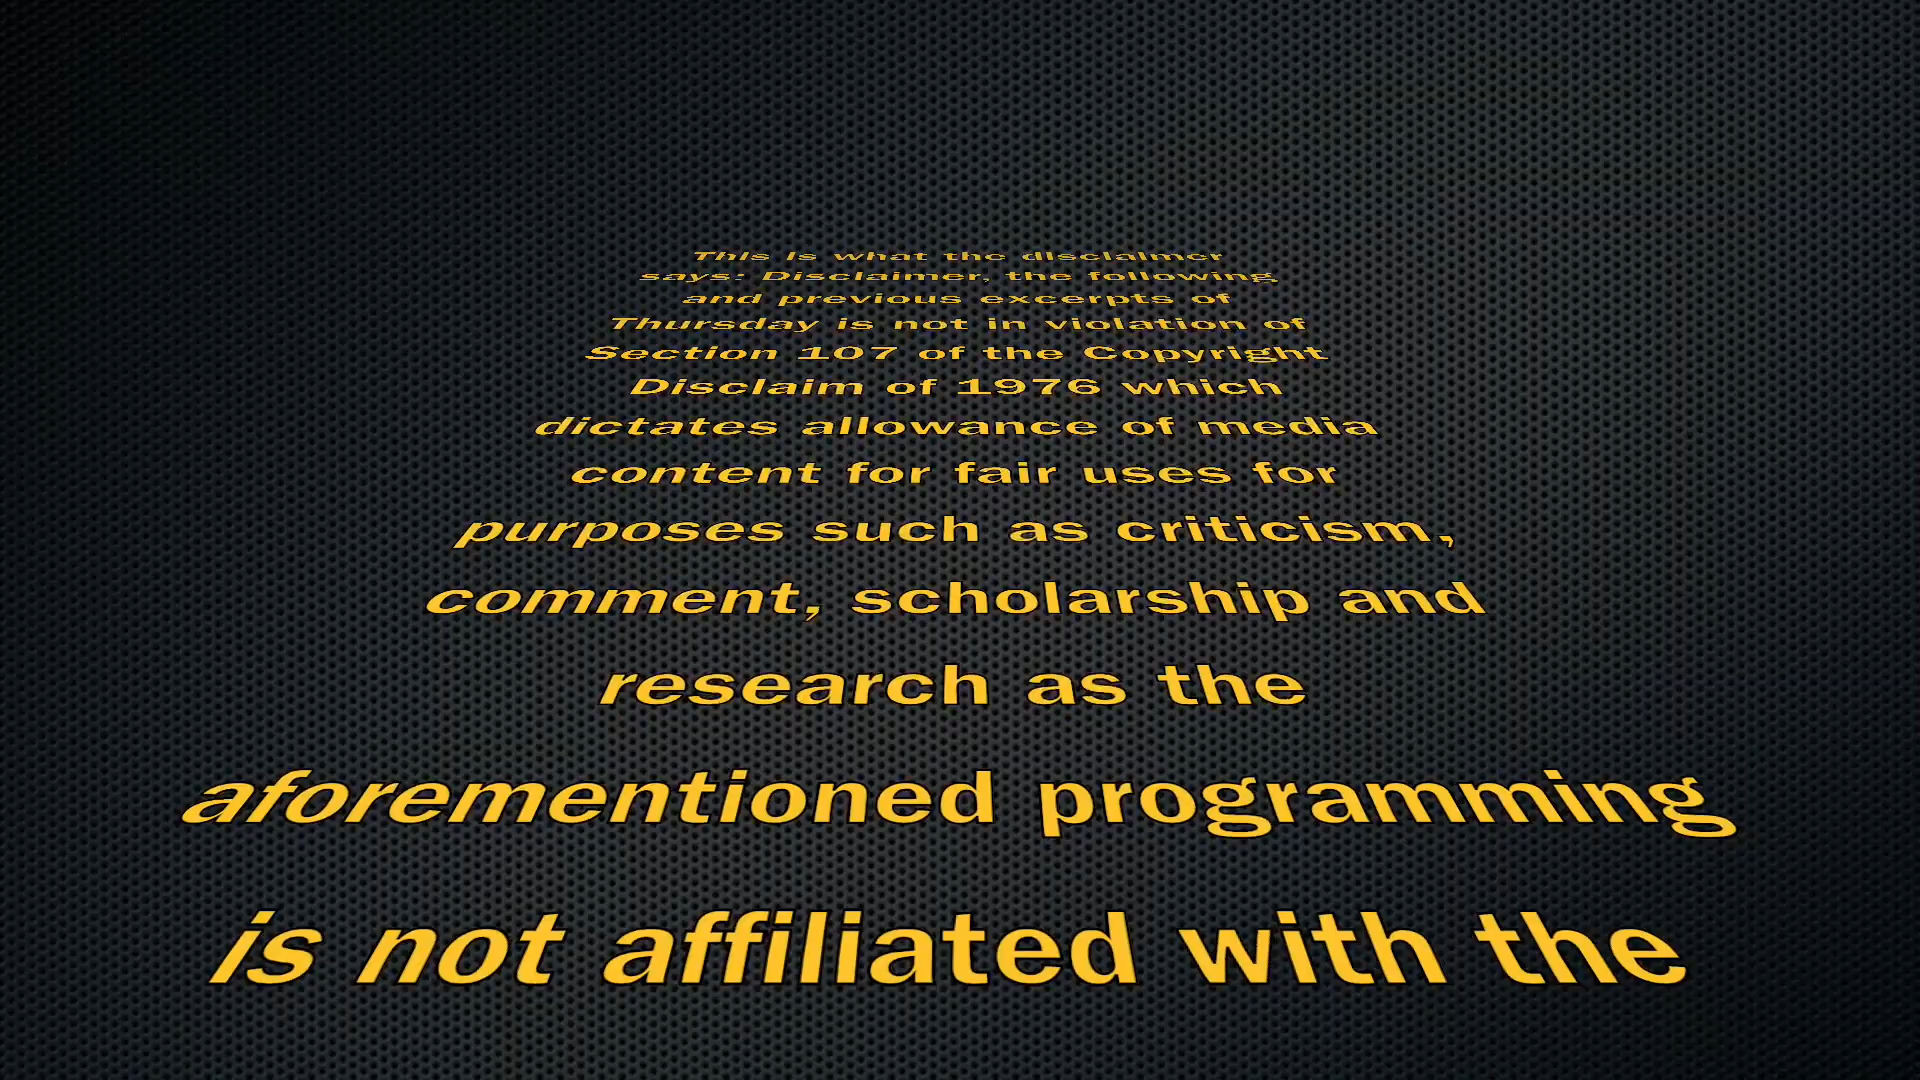 This is what the disclaimer
says: Disclaimer, the following
and previous excerpts of
Thursday is not in violation of
Section 107 of the Copyright
Disclaim of 1976 which
dictates allowance of media
content for fair uses for
purposes such as criticism,
comment, scholarship and
research as the
aforementioned programming
is not affiliated with the